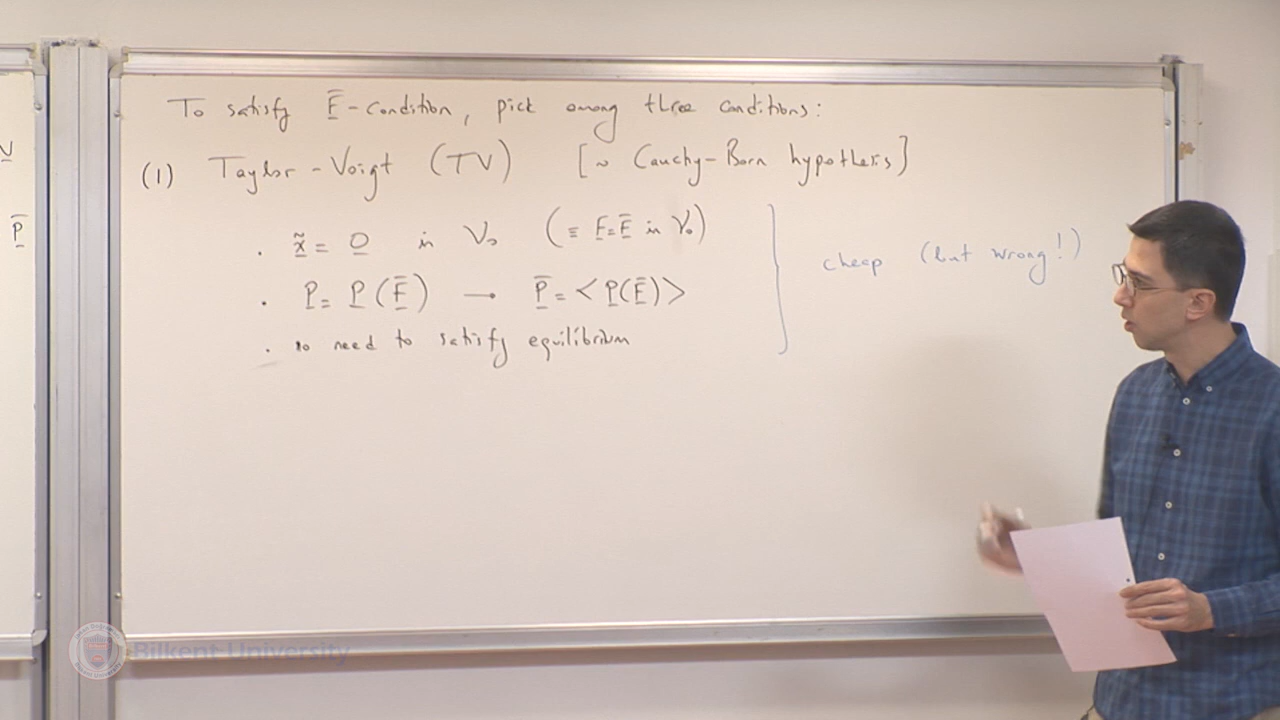 To satisfy F̄-condition, pick among three conditions:
(1) Taylor-Voigt (TV) [~ Cauchy-Born hypothesis]
· x̃ = 0 in V₀ (≡ F=F̄ in V₀)
· P = P(F̄) → P̄ = <P(F̄)>
· no need to satisfy equilibrium
cheap (but wrong!)
V
P̄
Bilkent University